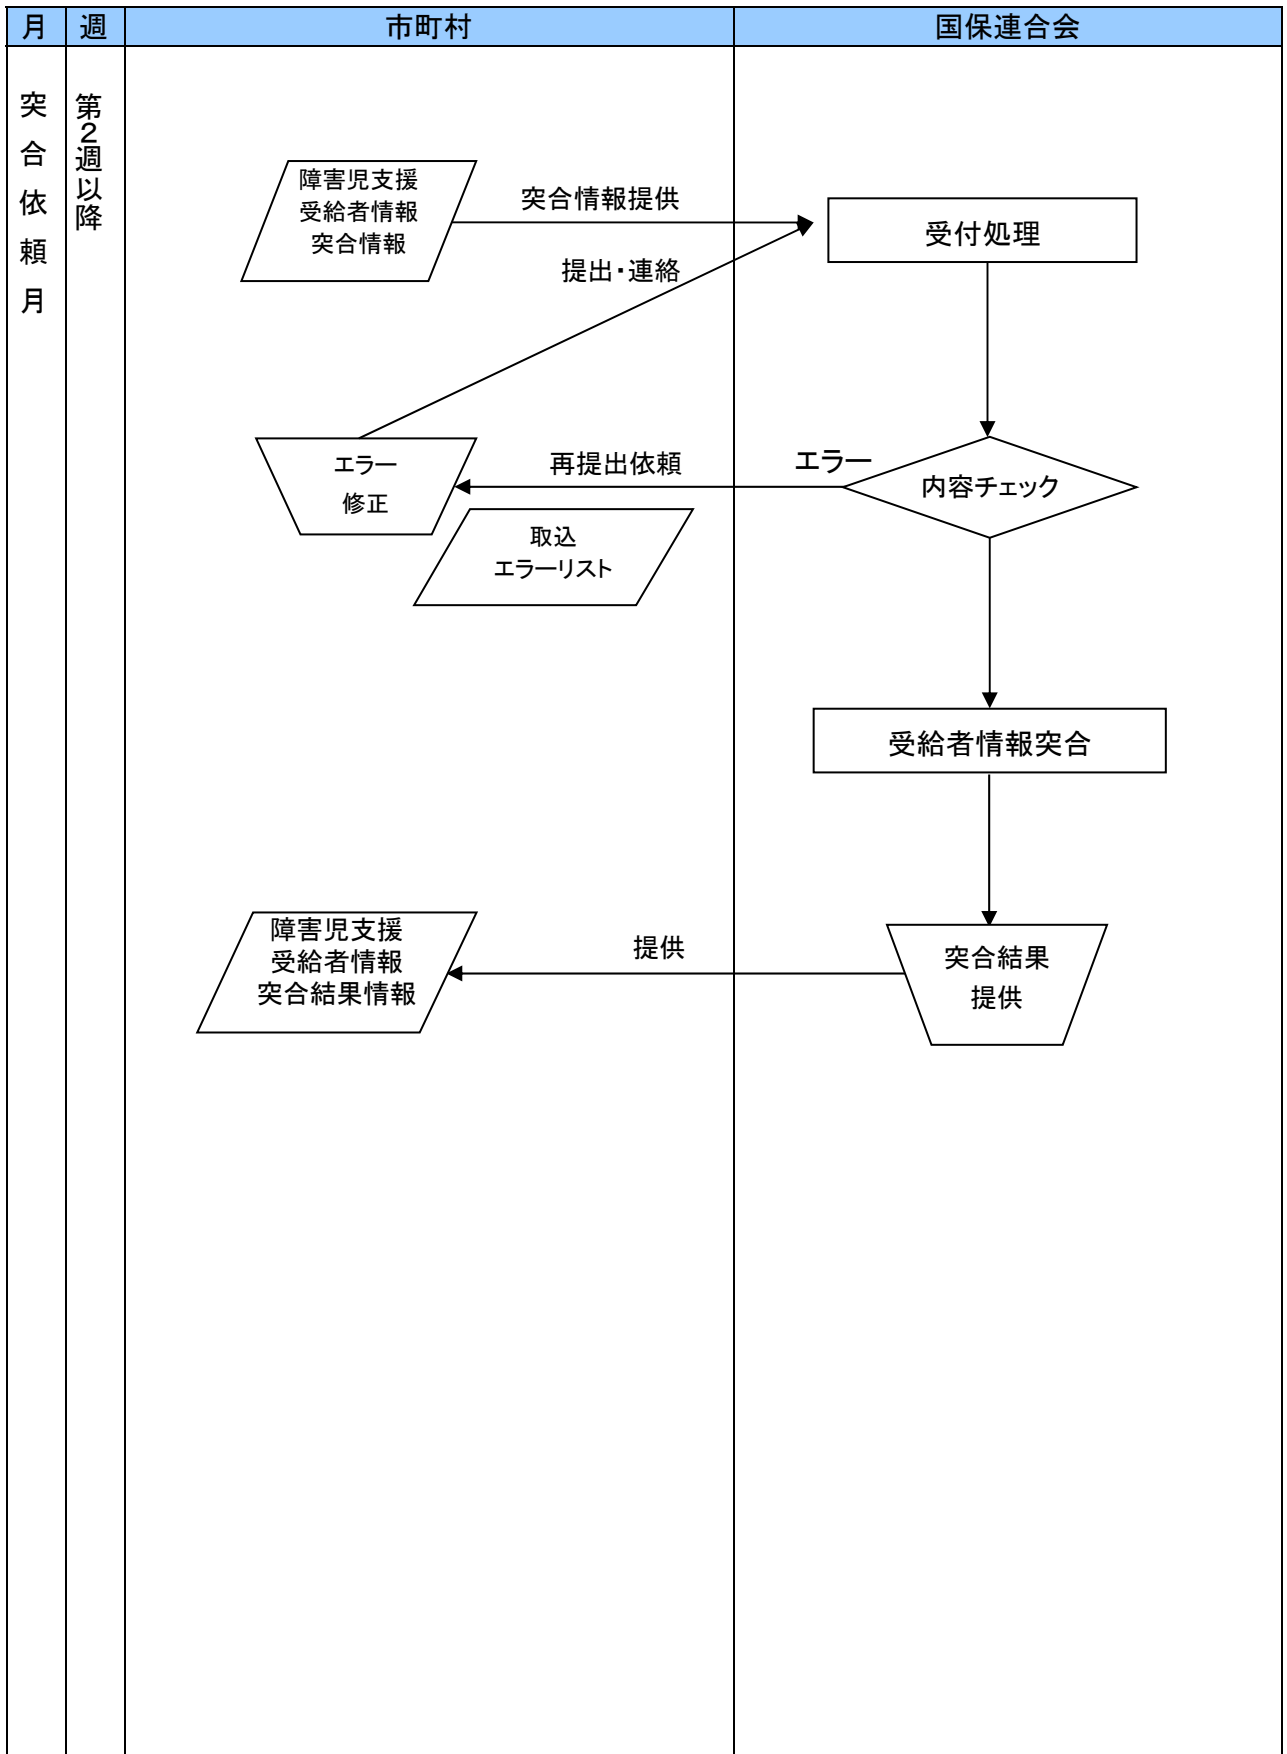 月 週 市町村 国保連合会
突合依頼月
第2週以降
障害児支援
受給者情報
突合情報
突合情報提供
受付処理
提出・連絡
エラー
修正
再提出依頼
エラー
内容チェック
取込
エラーリスト
受給者情報突合
障害児支援
受給者情報
突合結果情報
提供
突合結果
提供